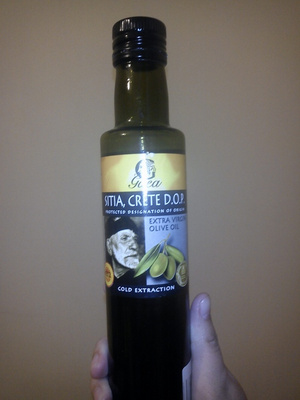 Gaea
SITIA, CRETE D.O.P.
PROTECTED DESIGNATION OF ORIGIN
EXTRA VIRGIN
OLIVE OIL
COLD EXTRACTION